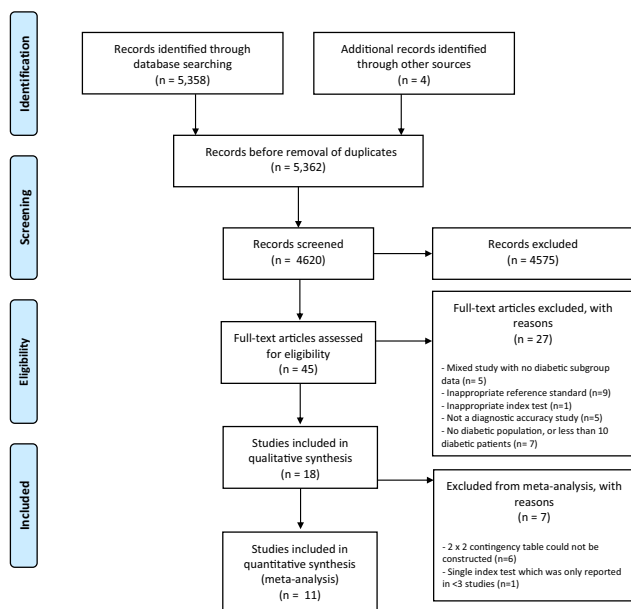 Identification
Records identified through
database searching
(n = 5,358)
Additional records identified
through other sources
(n = 4)
Records before removal of duplicates
(n = 5,362)
Screening
Records screened
(n = 4620)
Records excluded
(n = 4575)
Eligibility
Full-text articles assessed
for eligibility
(n = 45)
Full-text articles excluded, with
reasons
(n = 27)
- Mixed study with no diabetic subgroup
data (n= 5)
- Inappropriate reference standard (n=9)
- Inappropriate index test (n=1)
- Not a diagnostic accuracy study (n=5)
- No diabetic population, or less than 10
diabetic patients (n= 7)
Studies included in
qualitative synthesis
(n = 18)
Included
Excluded from meta-analysis, with
reasons
(n = 7)
- 2 x 2 contingency table could not be
constructed (n=6)
- Single index test which was only reported
in <3 studies (n=1)
Studies included in
quantitative synthesis
(meta-analysis)
(n = 11)